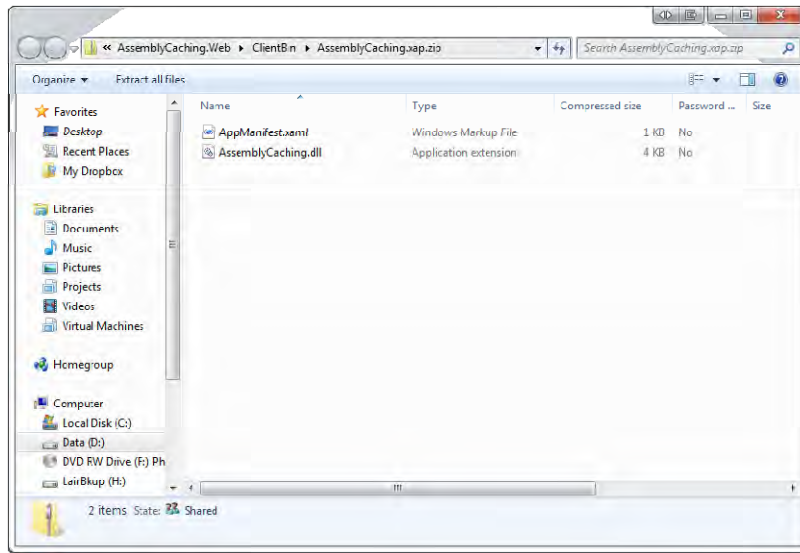 « AssemblyCaching.Web ▸ ClientBin ▸ AssemblyCaching.xap.zip
Search AssemblyCaching.xap.zip
Organize Extract all files
Favorites
Desktop
Recent Places
My Dropbox
Libraries
Documents
Music
Pictures
Projects
Videos
Virtual Machines
Homegroup
Computer
Local Disk (C:)
Data (D:)
DVD RW Drive (F:) Ph
LairBkup (H:)
Name Type Compressed size Password ... Size
AppManifest.xaml Windows Markup File 1 KB No
AssemblyCaching.dll Application extension 4 KB No
2 items State: Shared